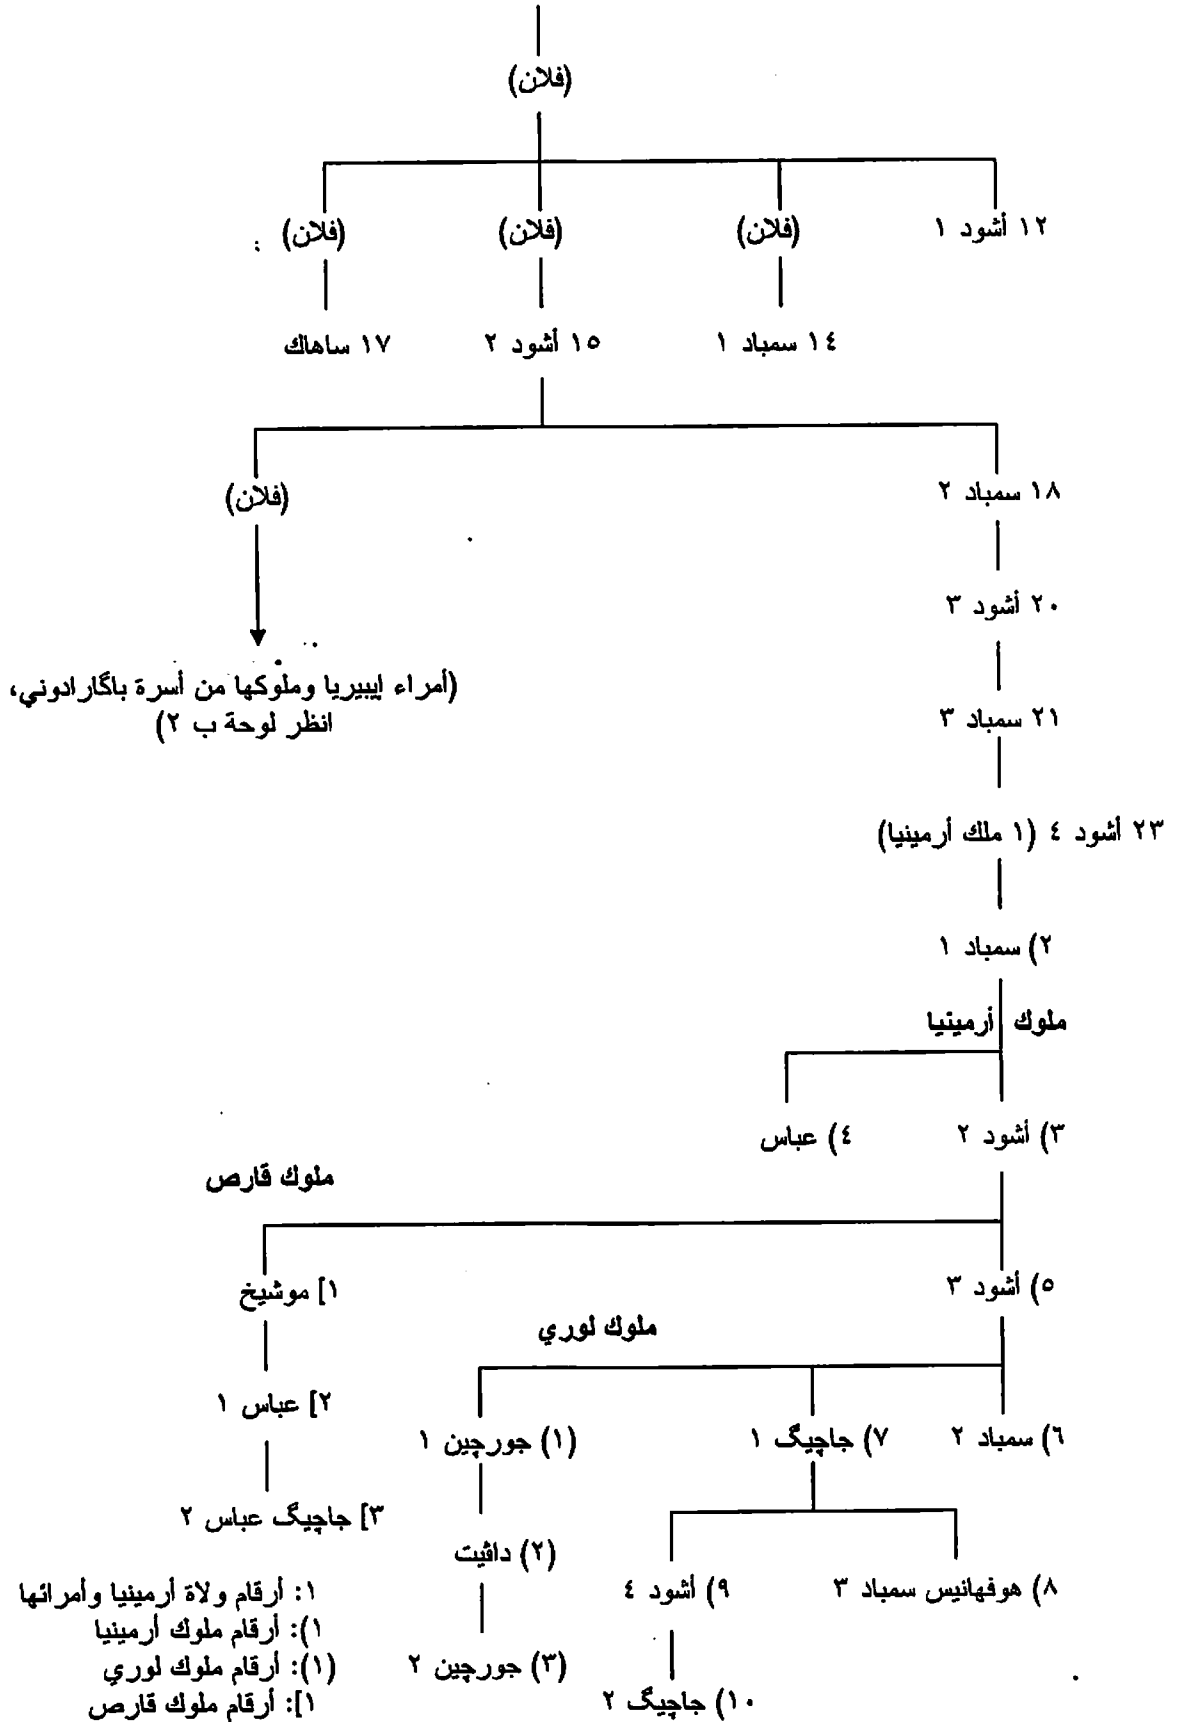 (فلان)
١٢ أشود ١
(فلان)
(فلان)
(فلان)
١٤ سمباد ١
١٥ أشود ٢
١٧ ساهاك
١٨ سمباد ٢
(فلان)
٢٠ أشود ٣
(أمراء إيبيريا وملوكها من أسرة باگارادوني،
انظر لوحة ب ٢)
٢١ سمباد ٣
٢٣ أشود ٤ (١ ملك أرمينيا)
٢) سمباد ١
ملوك أرمينيا
٣) أشود ٢
٤) عباس
ملوك قارص
٥) أشود ٣
١] موشيخ
ملوك لوري
٢] عباس ١
٦) سمباد ٢
٧) جاچيگ ١
(١) جورچين ١
٣] جاچيگ عباس ٢
(٢) داڤيت
٨) هوفهانيس سمباد ٣
٩) أشود ٤
(٣) جورچين ٢
١٠) جاچيگ ٢
١: أرقام ولاة أرمينيا وأمرائها
١): أرقام ملوك أرمينيا
(١): أرقام ملوك لوري
١]: أرقام ملوك قارص